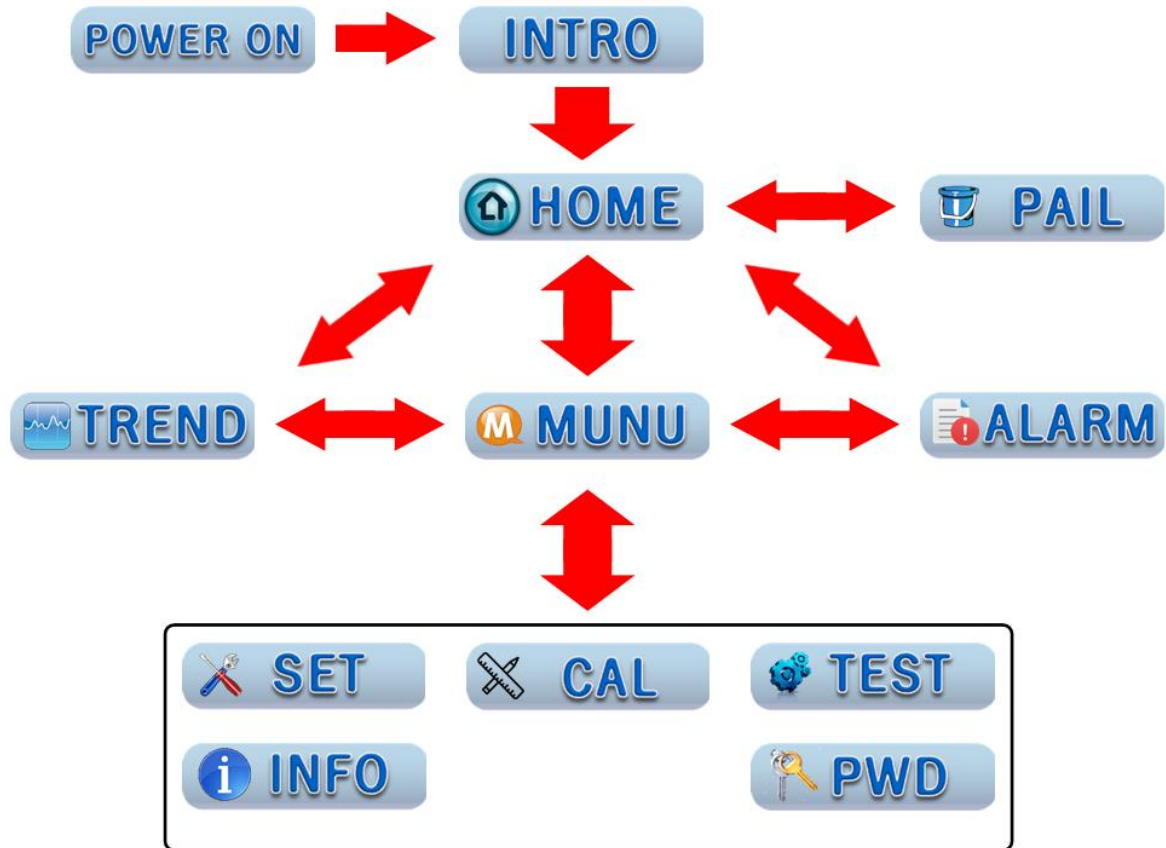 POWER ON
INTRO
HOME
PAIL
TREND
M MUNU
ALARM
SET
CAL
TEST
i INFO
PWD